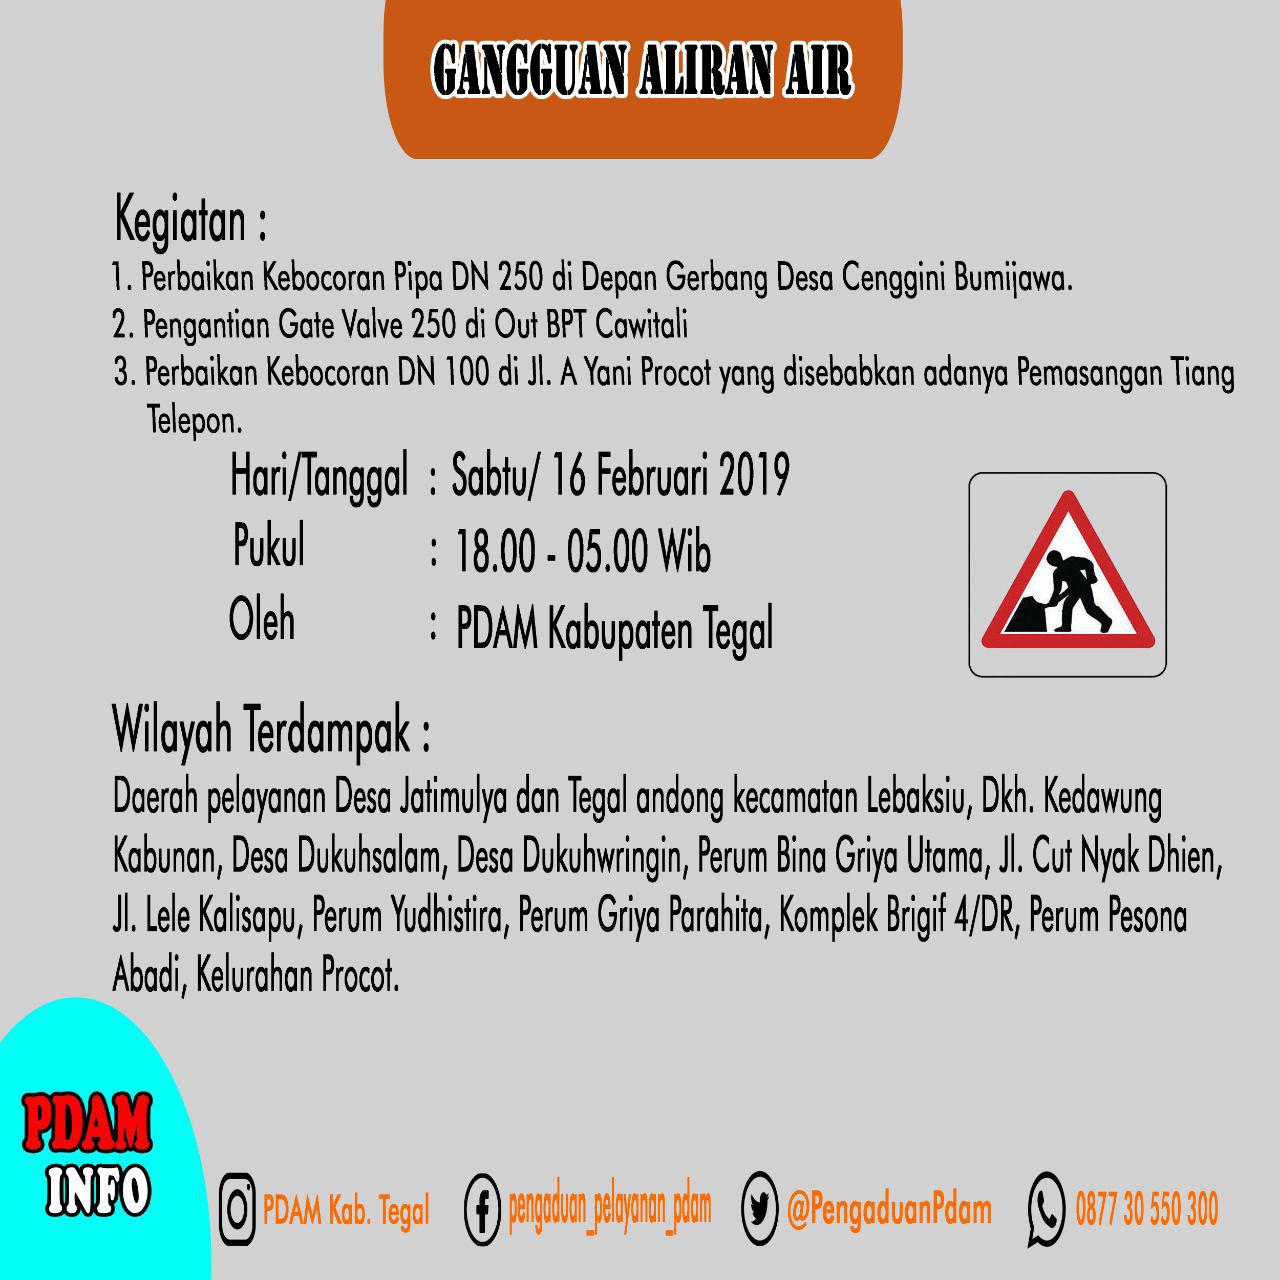 GANGGUAN ALIRAN AIR
Kegiatan :
1. Perbaikan Kebocoran Pipa DN 250 di Depan Gerbang Desa Cenggini Bumijawa.
2. Pengantian Gate Valve 250 di Out BPT Cawitali
3. Perbaikan Kebocoran DN 100 di Jl. A Yani Procot yang disebabkan adanya Pemasangan Tiang
Telepon.
Hari/Tanggal : Sabtu/ 16 Februari 2019
Pukul : 18.00 - 05.00 Wib
Oleh : PDAM Kabupaten Tegal
Wilayah Terdampak :
Daerah pelayanan Desa Jatimulya dan Tegal andong kecamatan Lebaksiu, Dkh. Kedawung
Kabunan, Desa Dukuhsalam, Desa Dukuhwringin, Perum Bina Griya Utama, Jl. Cut Nyak Dhien,
Jl. Lele Kalisapu, Perum Yudhistira, Perum Griya Parahita, Komplek Brigif 4/DR, Perum Pesona
Abadi, Kelurahan Procot.
PDAM
INFO
PDAM Kab. Tegal pengaduan_pelayanan_pdam @PengaduanPdam 0877 30 550 300